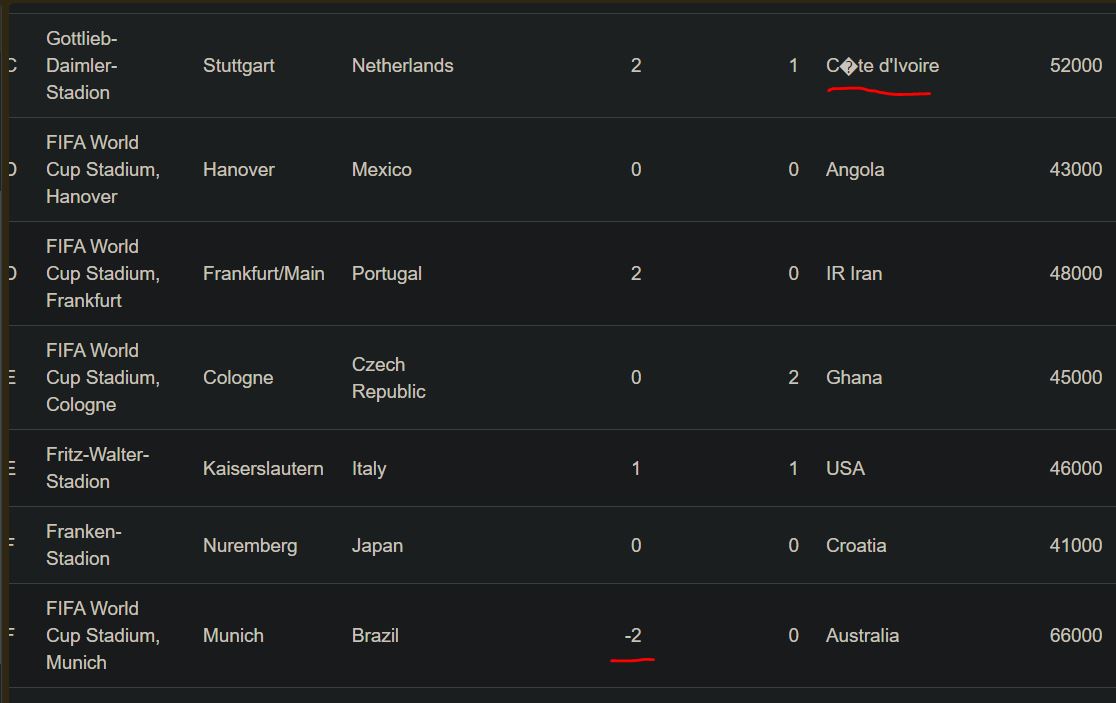 C Gottlieb-Daimler-Stadion Stuttgart Netherlands 2 1 C�te d'Ivoire 52000
D FIFA World Cup Stadium, Hanover Hanover Mexico 0 0 Angola 43000
D FIFA World Cup Stadium, Frankfurt Frankfurt/Main Portugal 2 0 IR Iran 48000
E FIFA World Cup Stadium, Cologne Cologne Czech Republic 0 2 Ghana 45000
E Fritz-Walter-Stadion Kaiserslautern Italy 1 1 USA 46000
F Franken-Stadion Nuremberg Japan 0 0 Croatia 41000
F FIFA World Cup Stadium, Munich Munich Brazil -2 0 Australia 66000